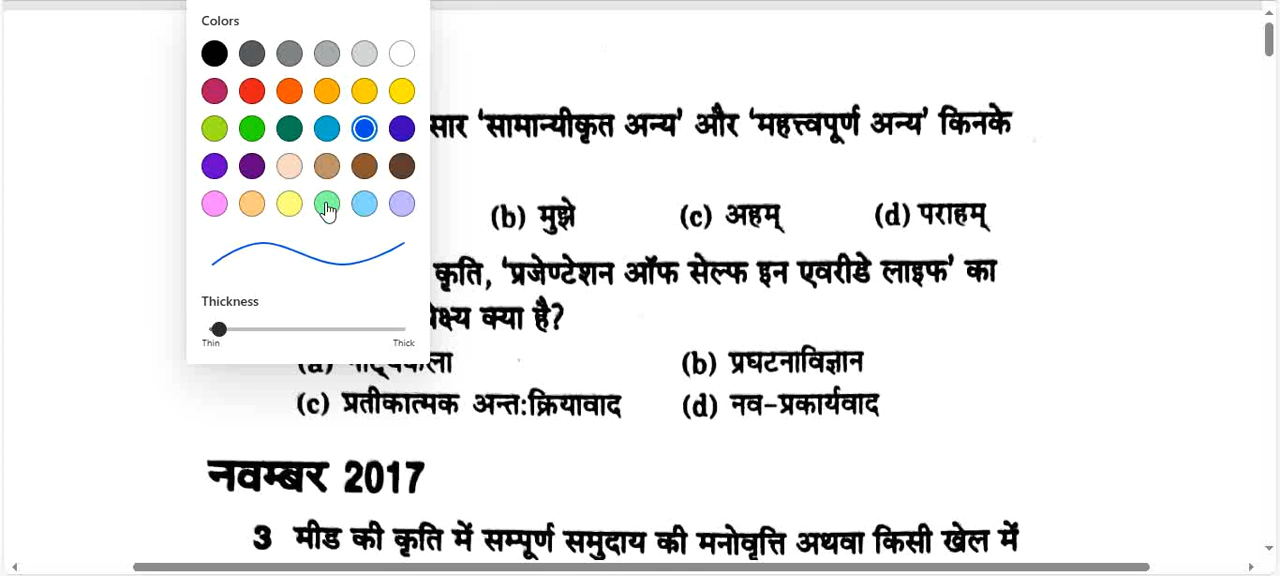 Colors
सार ‘सामान्यीकृत अन्य’ और ‘महत्त्वपूर्ण अन्य’ किनके
(b) मुझे (c) अहम् (d) पराहम्
कृति, ‘प्रजेण्टेशन ऑफ सेल्फ इन एवरीडे लाइफ’ का
क्या है?
Thickness
Thin Thick
(b) प्रघटनाविज्ञान
(c) प्रतीकात्मक अन्त:क्रियावाद (d) नव-प्रकार्यवाद
नवम्बर 2017
3 मीड की कृति में सम्पूर्ण समुदाय की मनोवृत्ति अथवा किसी खेल में